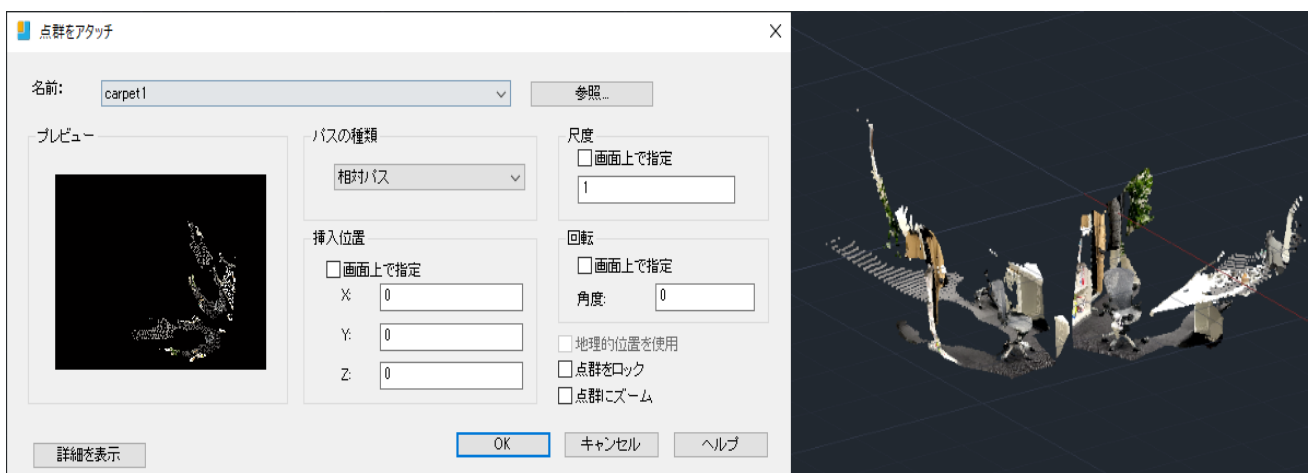 点群をアタッチ
名前:
carpet1
参照...
プレビュー
パスの種類
相対パス
尺度
画面上で指定
1
挿入位置
画面上で指定
X:
0
Y:
0
Z:
0
回転
画面上で指定
角度:
0
地理的位置を使用
点群をロック
点群にズーム
詳細を表示
OK
キャンセル
ヘルプ